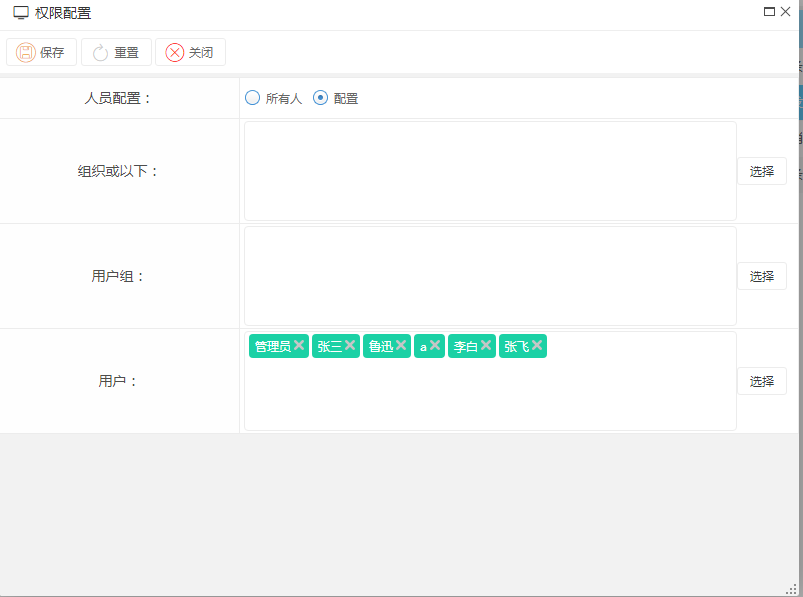 权限配置
保存 重置 关闭
人员配置： 所有人 配置
组织或以下： 选择
用户组： 选择
管理员 张三 鲁迅 a 李白 张飞
用户： 选择